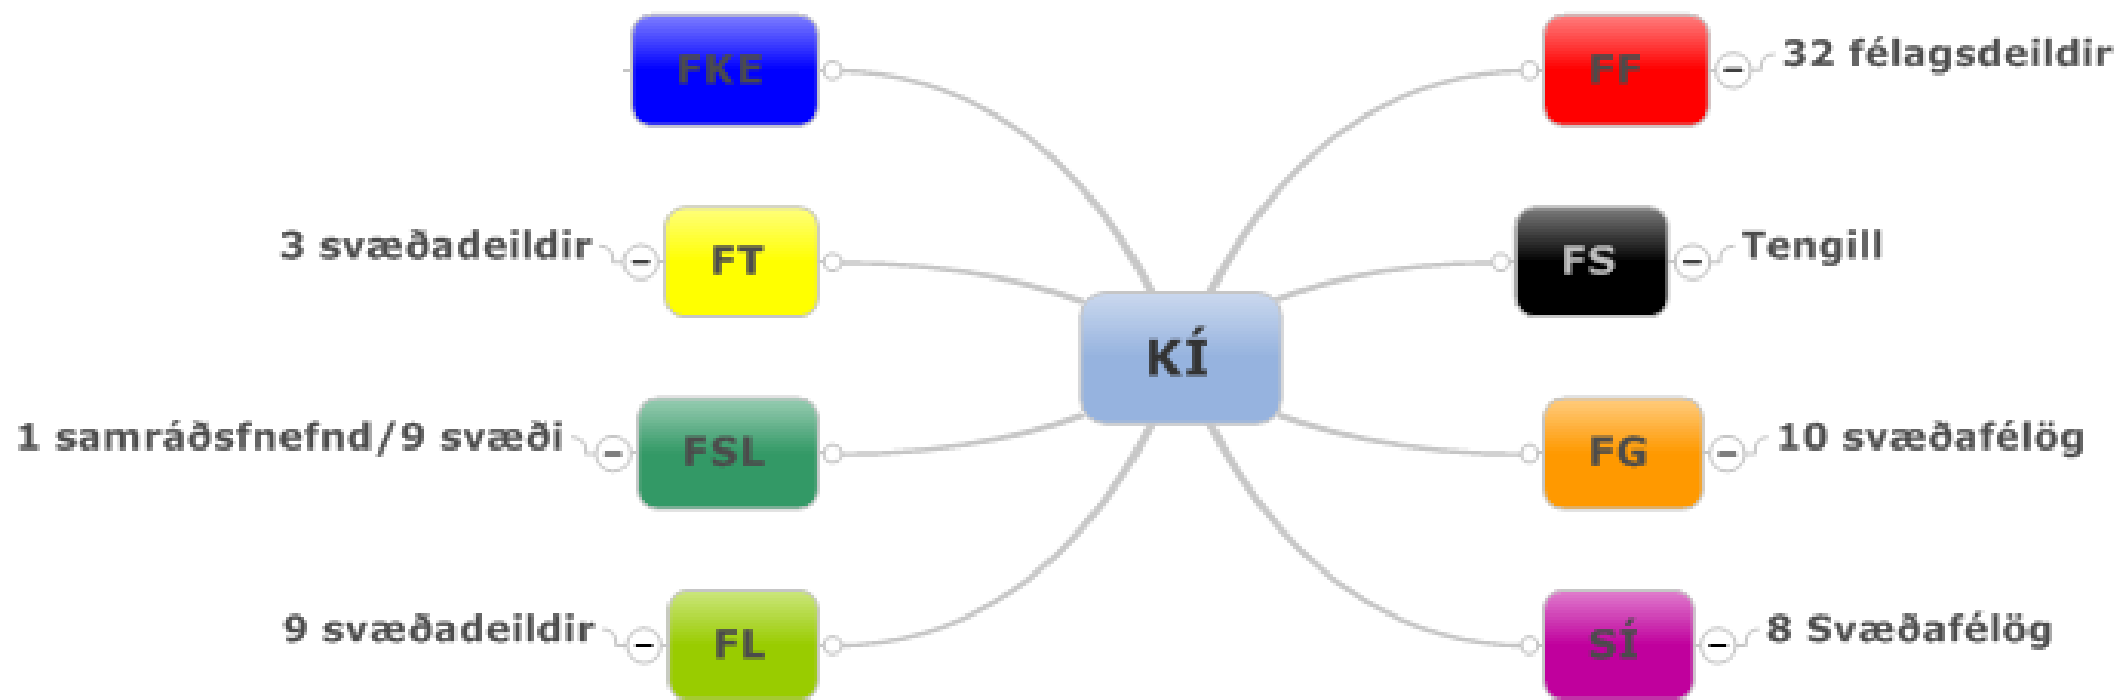 FKE
FF
32 félagsdeildir
3 svæðadeildir
FT
FS
Tengill
KÍ
1 samráðsfnefnd/9 svæði
FSL
FG
10 svæðafélög
9 svæðadeildir
FL
SÍ
8 Svæðafélög